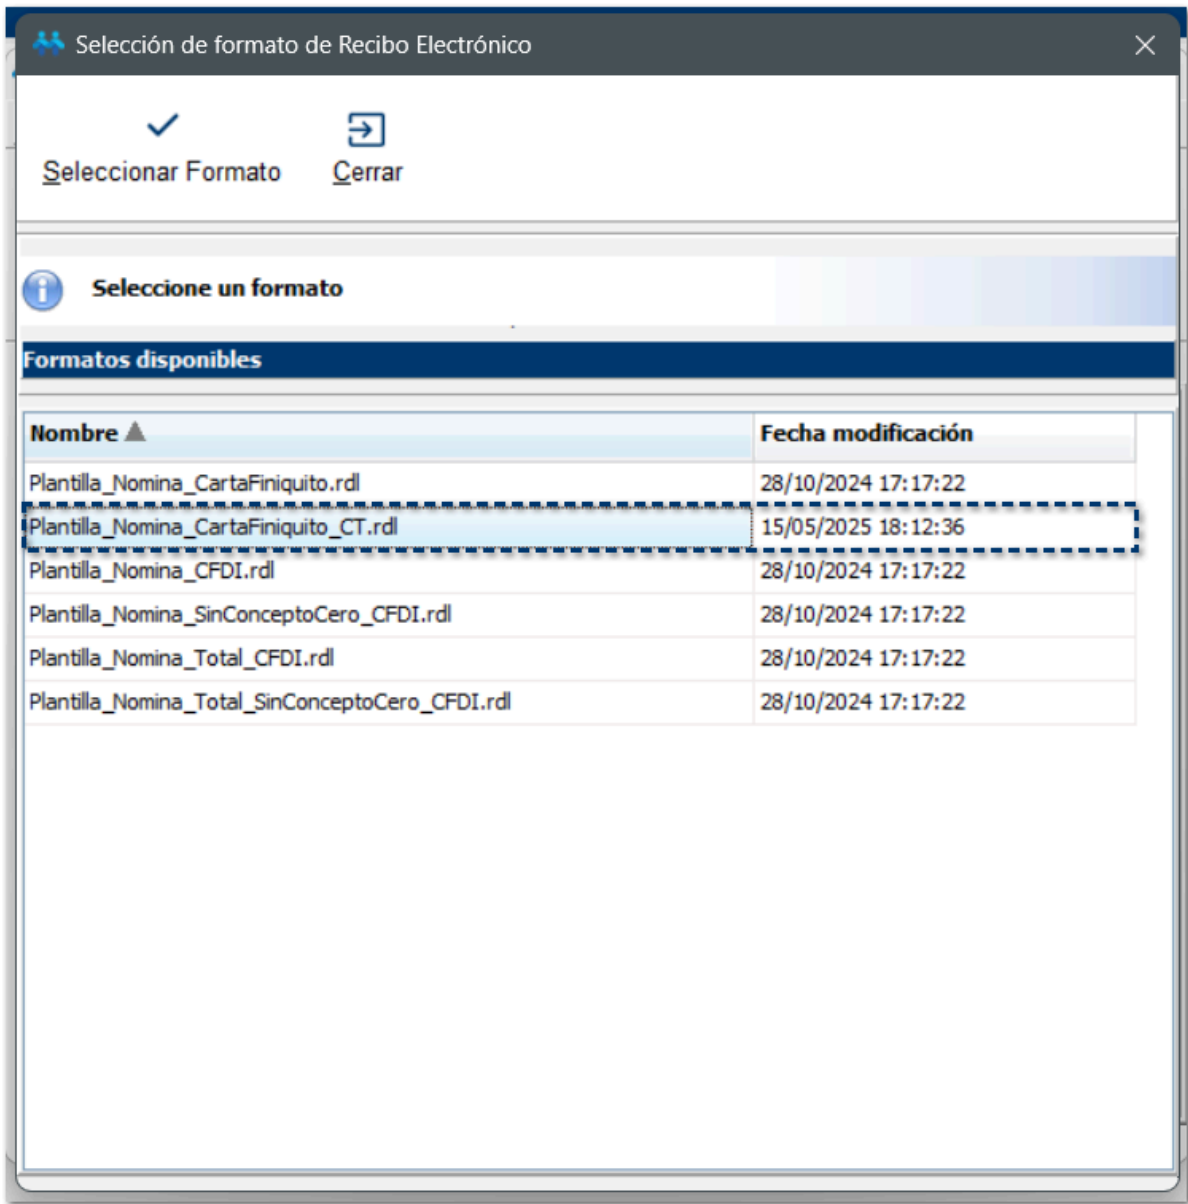 Selección de formato de Recibo Electrónico
Seleccionar Formato Cerrar
Seleccione un formato
Formatos disponibles
Nombre Fecha modificación
Plantilla_Nomina_CartaFiniquito.rdl 28/10/2024 17:17:22
Plantilla_Nomina_CartaFiniquito_CT.rdl 15/05/2025 18:12:36
Plantilla_Nomina_CFDI.rdl 28/10/2024 17:17:22
Plantilla_Nomina_SinConceptoCero_CFDI.rdl 28/10/2024 17:17:22
Plantilla_Nomina_Total_CFDI.rdl 28/10/2024 17:17:22
Plantilla_Nomina_Total_SinConceptoCero_CFDI.rdl 28/10/2024 17:17:22